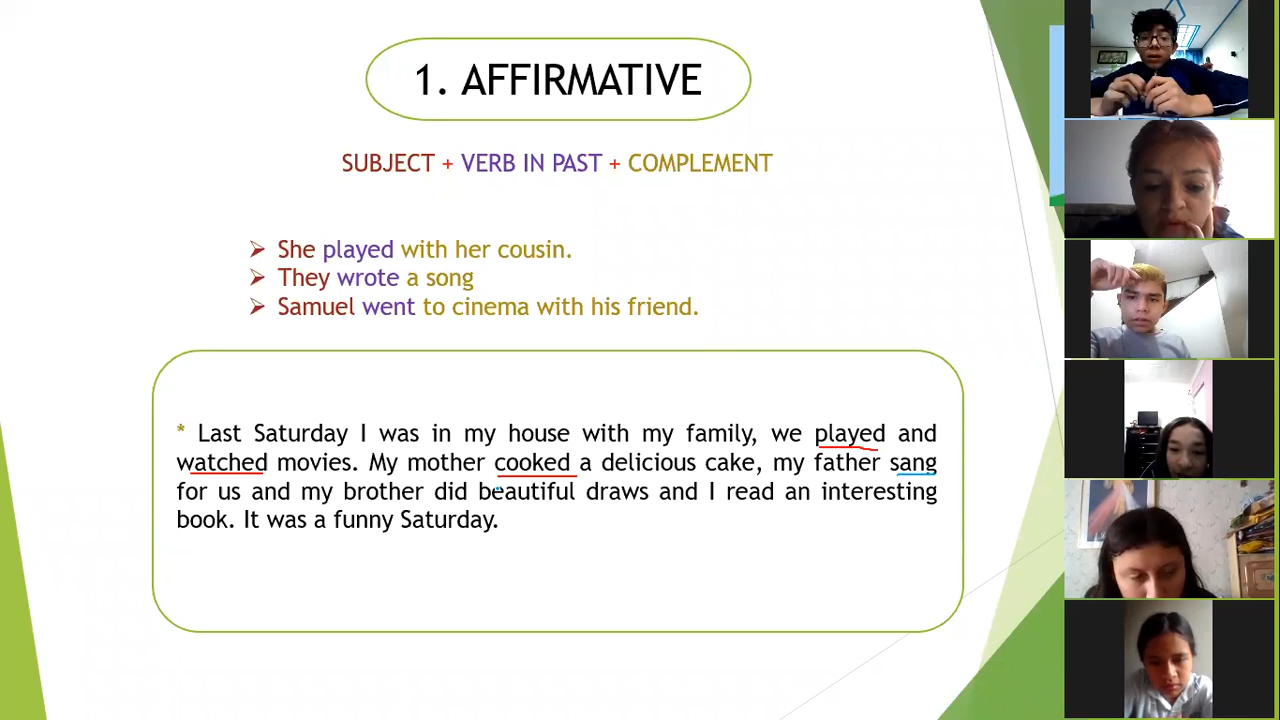 1. AFFIRMATIVE
SUBJECT + VERB IN PAST + COMPLEMENT
➢ She played with her cousin.
➢ They wrote a song
➢ Samuel went to cinema with his friend.
* Last Saturday I was in my house with my family, we played and
watched movies. My mother cooked a delicious cake, my father sang
for us and my brother did beautiful draws and I read an interesting
book. It was a funny Saturday.